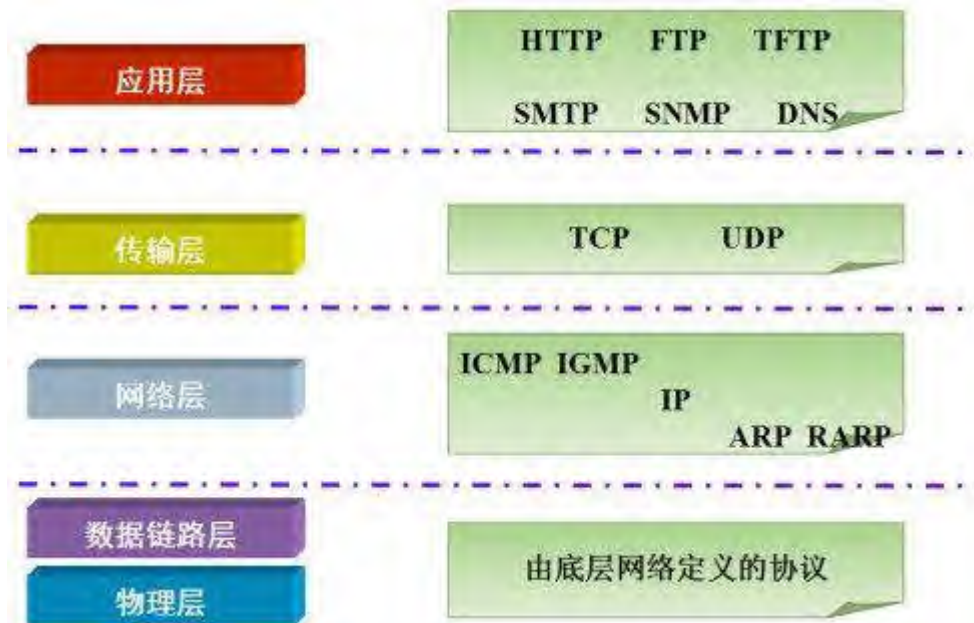 应用层
HTTP FTP TFTP
SMTP SNMP DNS
传输层
TCP UDP
网络层
ICMP IGMP
IP
ARP RARP
数据链路层
物理层
由底层网络定义的协议